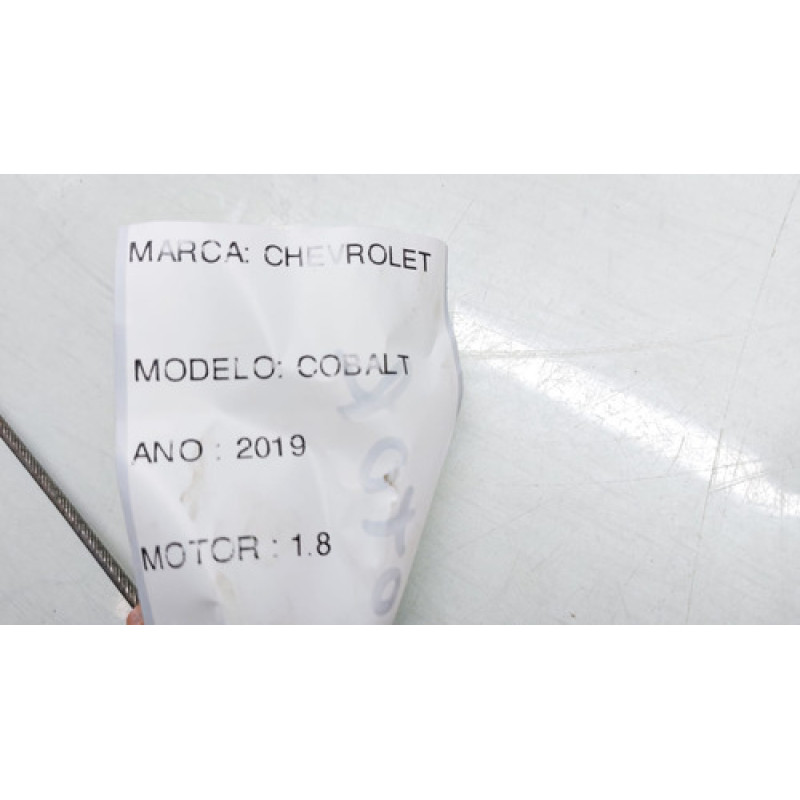 MARCA: CHEVROLET
MODELO: COBALT
ANO : 2019
MOTOR : 1.8